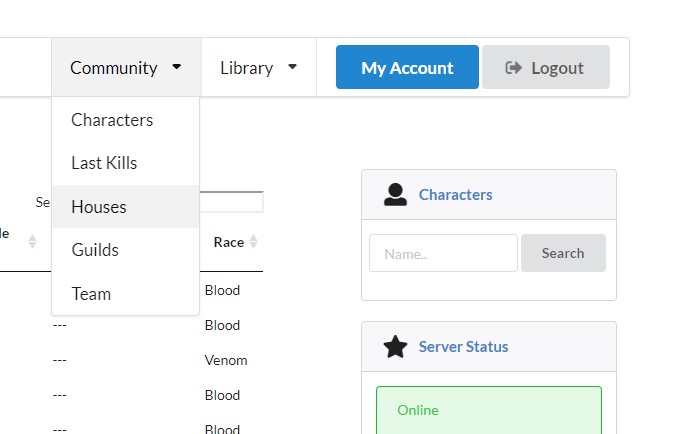 Community
Library
My Account
Logout
Characters
Last Kills
Houses
Guilds
Team
Se
le
Race
Blood
--- Blood
--- Venom
--- Blood
--- Blood
Characters
Name..
Search
Server Status
Online